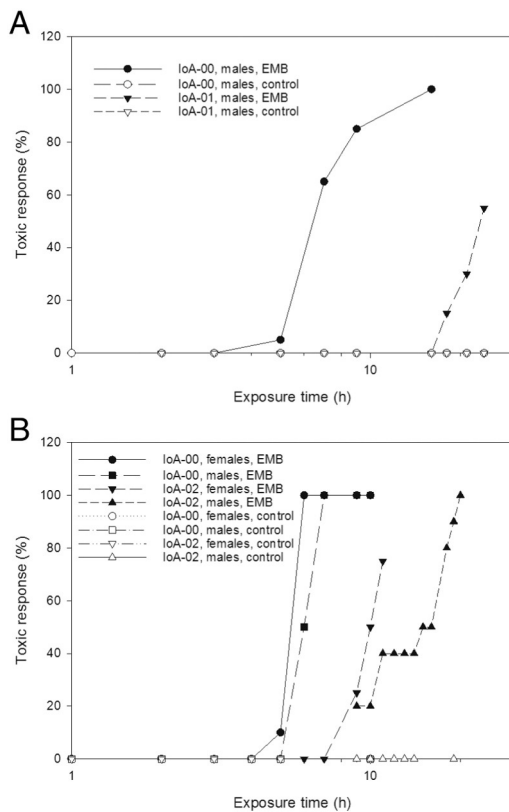 A
IoA-00, males, EMB
IoA-00, males, control
IoA-01, males, EMB
IoA-01, males, control
120
100
80
60
40
20
0
Toxic response (%)
1
10
Exposure time (h)
B
IoA-00, females, EMB
IoA-00, males, EMB
IoA-02, females, EMB
IoA-02, males, EMB
IoA-00, females, control
IoA-00, males, control
IoA-02, females, control
IoA-02, males, control
120
100
80
60
40
20
0
Toxic response (%)
1
10
Exposure time (h)